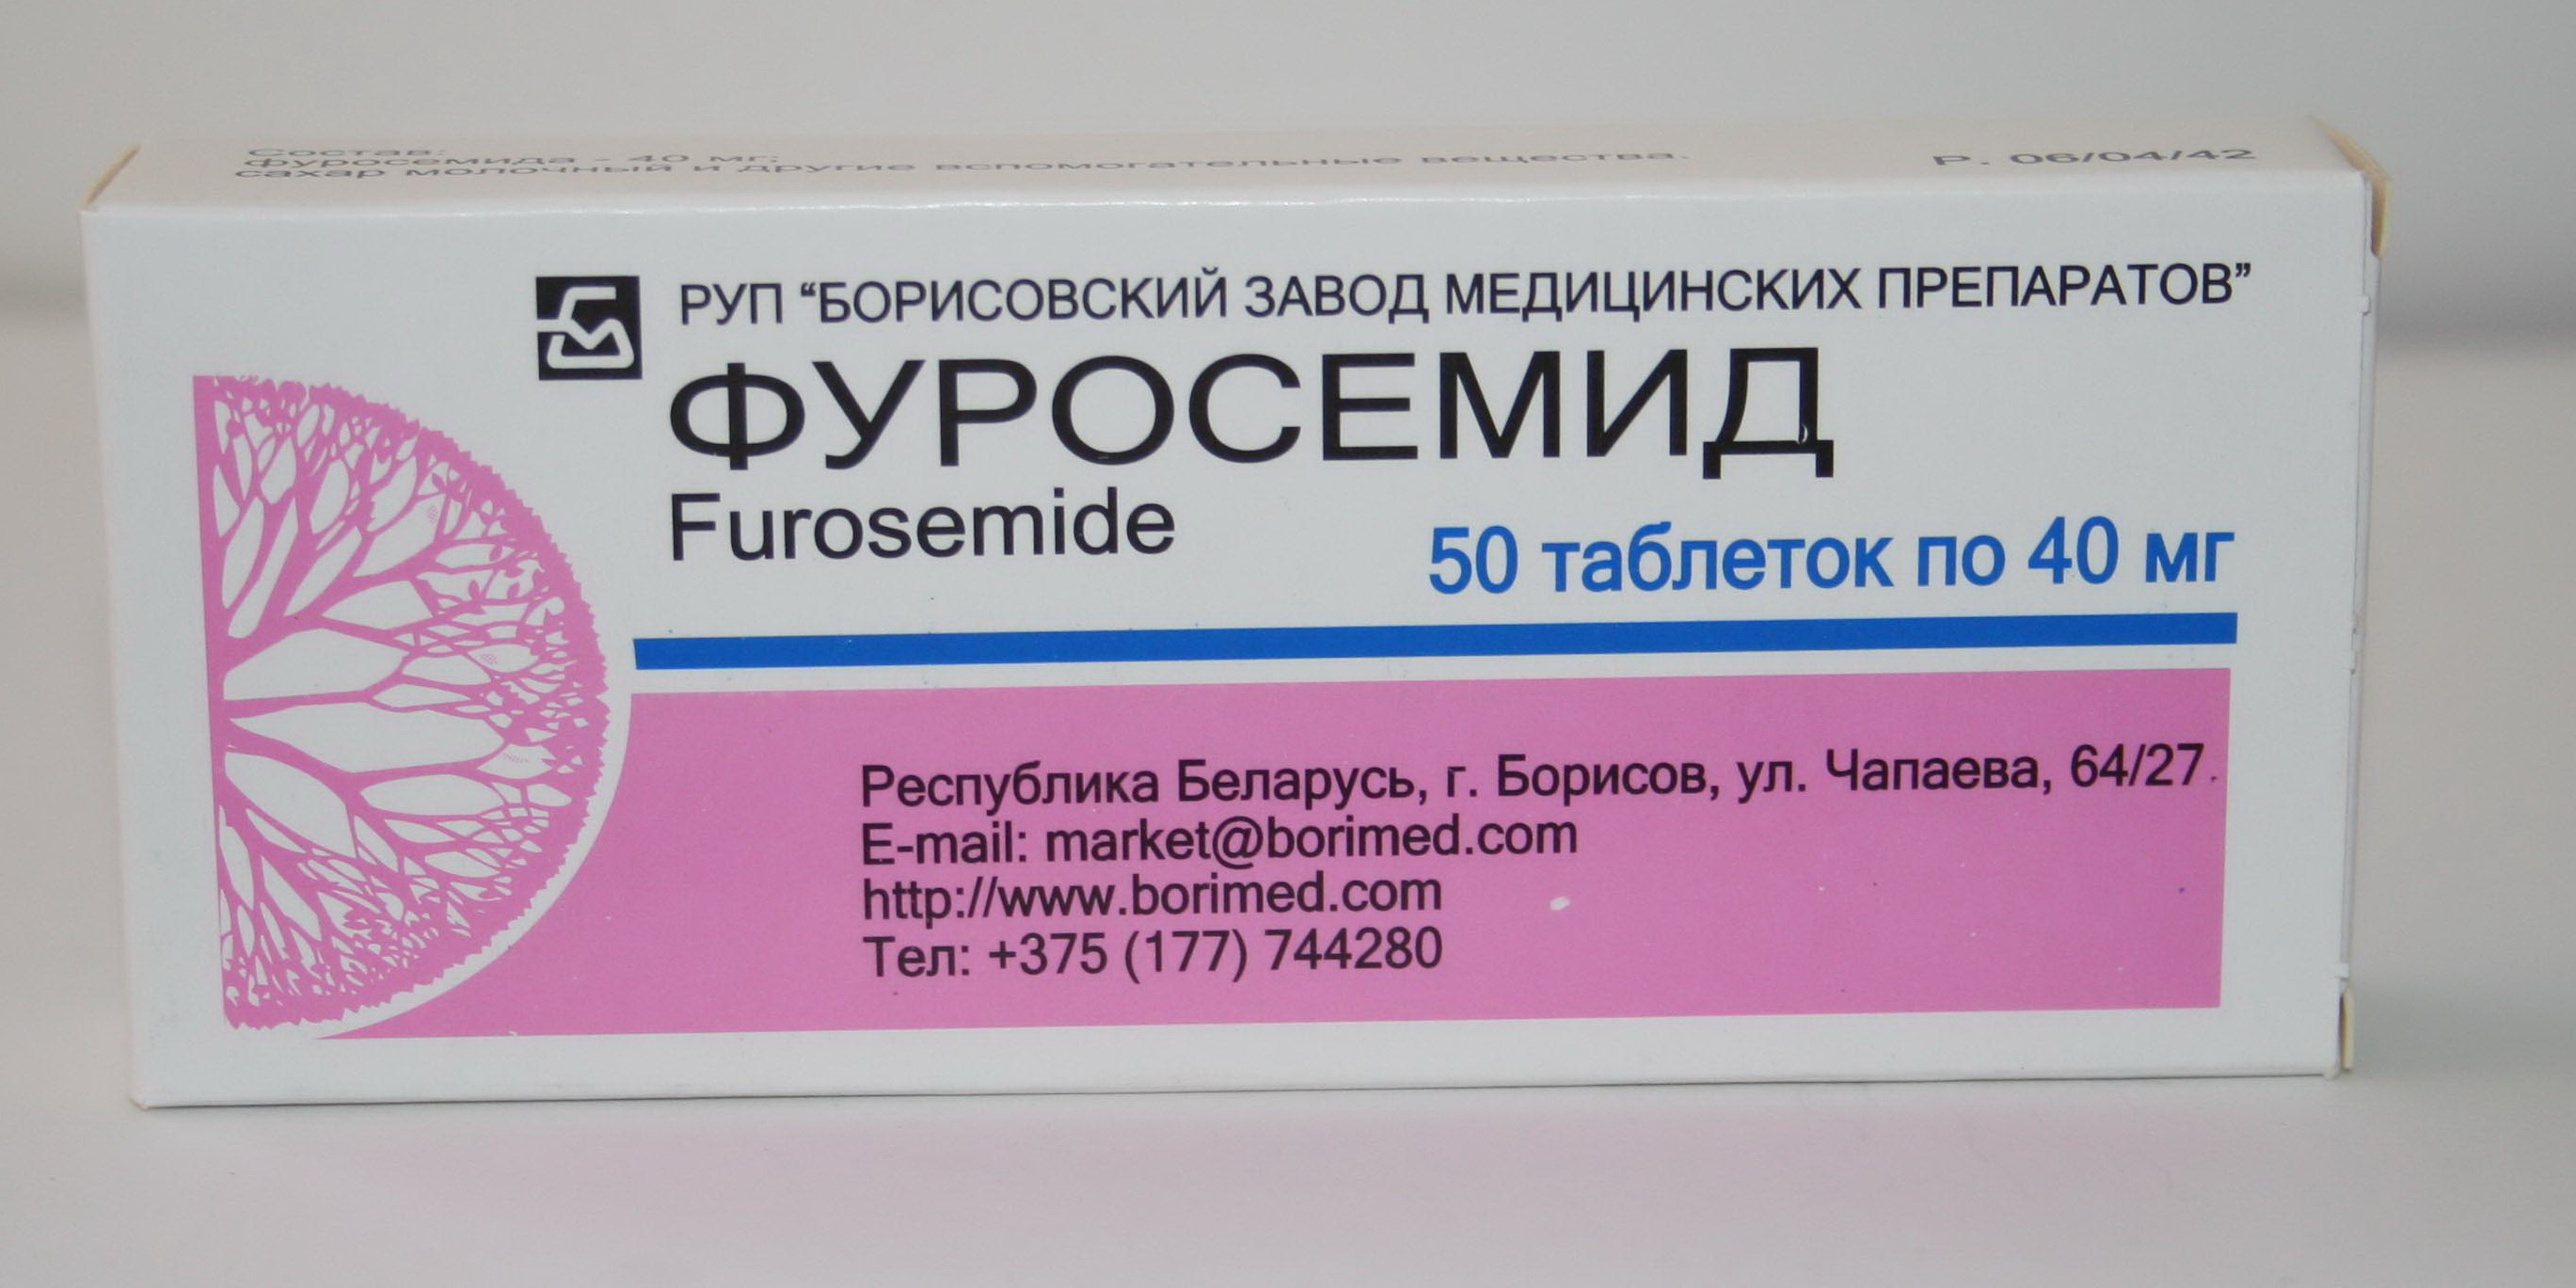 Состав:
фуросемида - 40 мг;
сахар молочный и другие вспомогательные вещества.
Р. 06/04/42
РУП “БОРИСОВСКИЙ ЗАВОД МЕДИЦИНСКИХ ПРЕПАРАТОВ”
ФУРОСЕМИД
Furosemide
50 таблеток по 40 мг
Республика Беларусь, г. Борисов, ул. Чапаева, 64/27.
E-mail: market@borimed.com
http://www.borimed.com
Тел: +375 (177) 744280